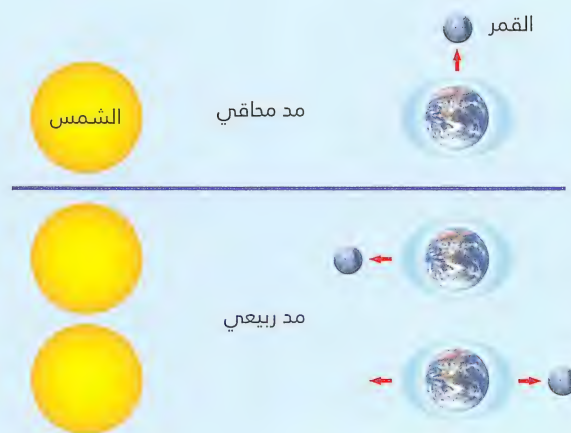 القمر
الشمس
مد محاقي
مد ربيعي